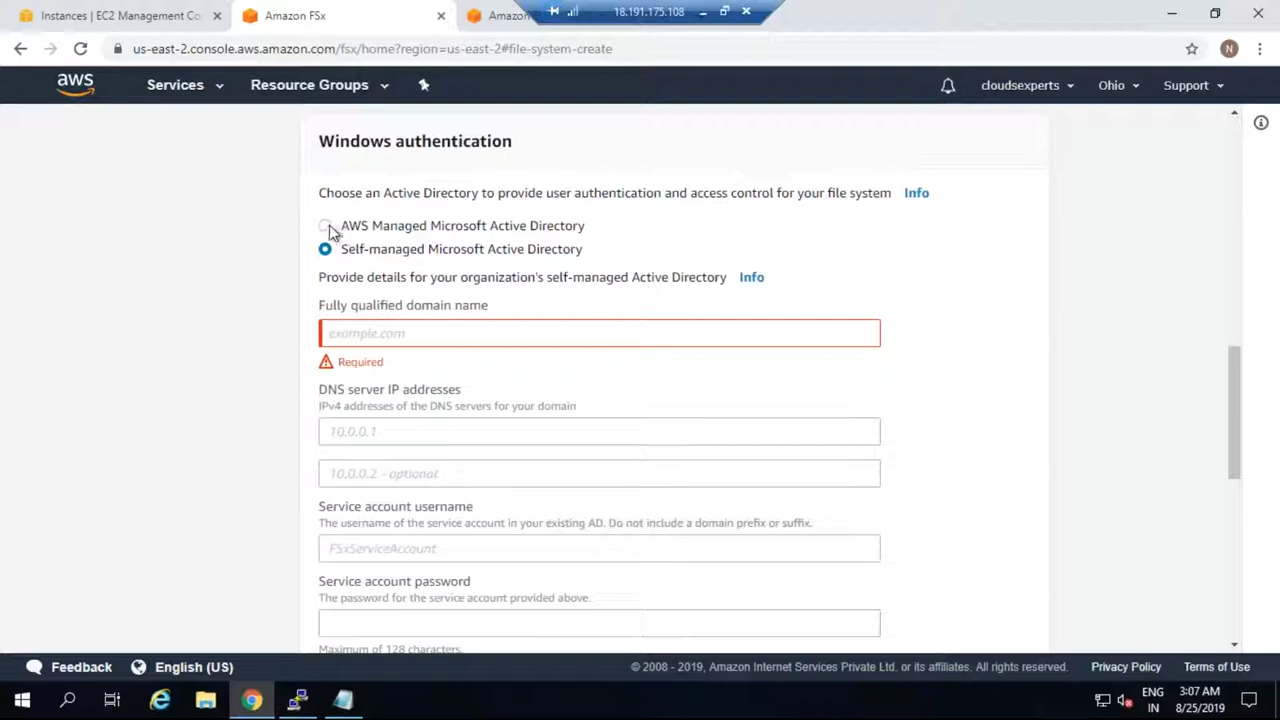 Instances | EC2 Management Co
Amazon FSx
Amazon
18.191.175.108
us-east-2.console.aws.amazon.com/fsx/home?region=us-east-2#file-system-create
N
aws
Services
Resource Groups
cloudsexperts
Ohio
Support
Windows authentication
Choose an Active Directory to provide user authentication and access control for your file system Info
AWS Managed Microsoft Active Directory
Self-managed Microsoft Active Directory
Provide details for your organization's self-managed Active Directory Info
Fully qualified domain name
example.com
Required
DNS server IP addresses
IPv4 addresses of the DNS servers for your domain
10.0.0.1
10.0.0.2 - optional
Service account username
The username of the service account in your existing AD. Do not include a domain prefix or suffix.
FSxServiceAccount
Service account password
The password for the service account provided above.
Maximum of 128 characters.
Feedback
English (US)
© 2008 - 2019, Amazon Internet Services Private Ltd. or its affiliates. All rights reserved.
Privacy Policy
Terms of Use
ENG
IN
3:07 AM
8/25/2019